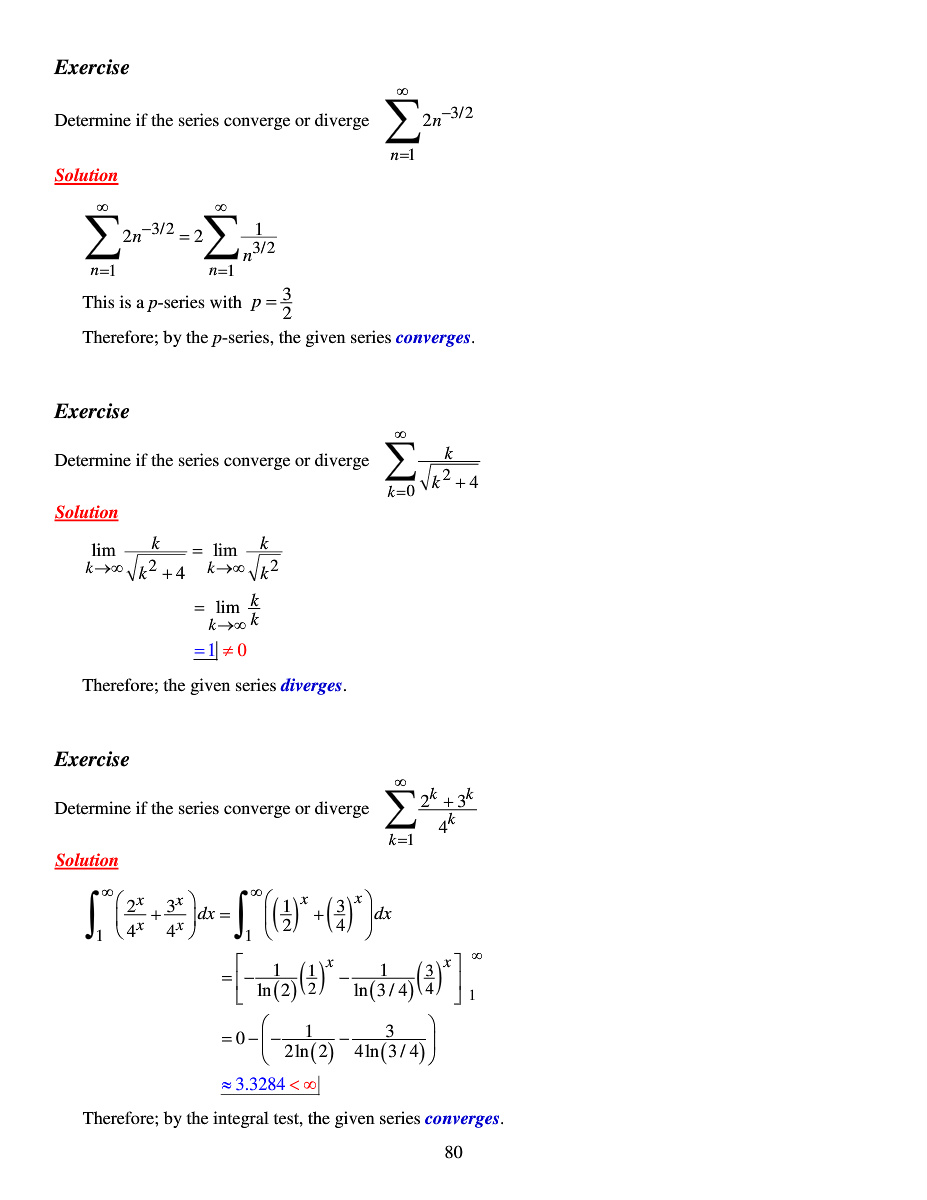 Exercise
Determine if the series converge or diverge $\sum_{n=1}^{\infty} 2n^{-3/2}$
Solution
$\sum_{n=1}^{\infty} 2n^{-3/2} = 2\sum_{n=1}^{\infty} \frac{1}{n^{3/2}}$
This is a p-series with $p = \frac{3}{2}$
Therefore; by the p-series, the given series converges.
Exercise
Determine if the series converge or diverge $\sum_{k=0}^{\infty} \frac{k}{\sqrt{k^2+4}}$
Solution
$\lim_{k\to\infty} \frac{k}{\sqrt{k^2+4}} = \lim_{k\to\infty} \frac{k}{\sqrt{k^2}}$
$= \lim_{k\to\infty} \frac{k}{k}$
$= 1 \neq 0$
Therefore; the given series diverges.
Exercise
Determine if the series converge or diverge $\sum_{k=1}^{\infty} \frac{2^k+3^k}{4^k}$
Solution
$\int_1^{\infty} \left(\frac{2^x}{4^x} + \frac{3^x}{4^x}\right)dx = \int_1^{\infty} \left(\left(\frac{1}{2}\right)^x + \left(\frac{3}{4}\right)^x\right)dx$
$= \left[-\frac{1}{\ln(2)}\left(\frac{1}{2}\right)^x - \frac{1}{\ln(3/4)}\left(\frac{3}{4}\right)^x\right]_1^{\infty}$
$= 0 - \left(-\frac{1}{2\ln(2)} - \frac{3}{4\ln(3/4)}\right)$
$\approx 3.3284 < \infty$
Therefore; by the integral test, the given series converges.
80